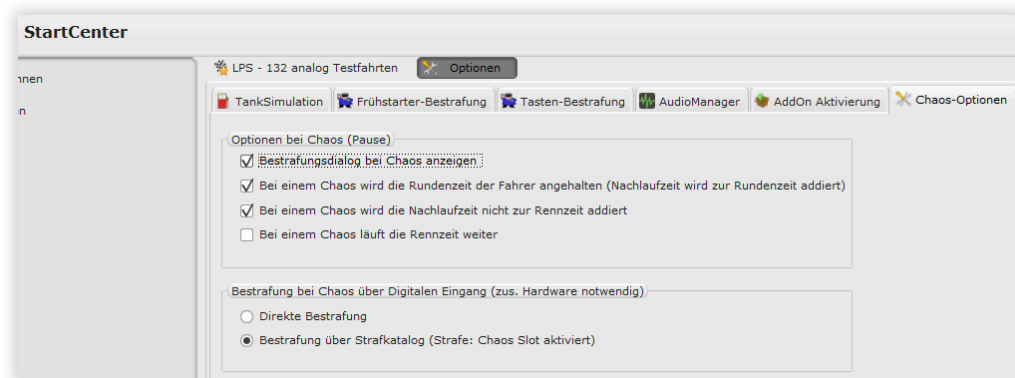 StartCenter
nnen
n
LPS - 132 analog Testfahrten Optionen
TankSimulation Frühstarter-Bestrafung Tasten-Bestrafung AudioManager AddOn Aktivierung Chaos-Optionen
Optionen bei Chaos (Pause)
Bestrafungsdialog bei Chaos anzeigen
Bei einem Chaos wird die Rundenzeit der Fahrer angehalten (Nachlaufzeit wird zur Rundenzeit addiert)
Bei einem Chaos wird die Nachlaufzeit nicht zur Rennzeit addiert
Bei einem Chaos läuft die Rennzeit weiter
Bestrafung bei Chaos über Digitalen Eingang (zus. Hardware notwendig)
Direkte Bestrafung
Bestrafung über Strafkatalog (Strafe: Chaos Slot aktiviert)